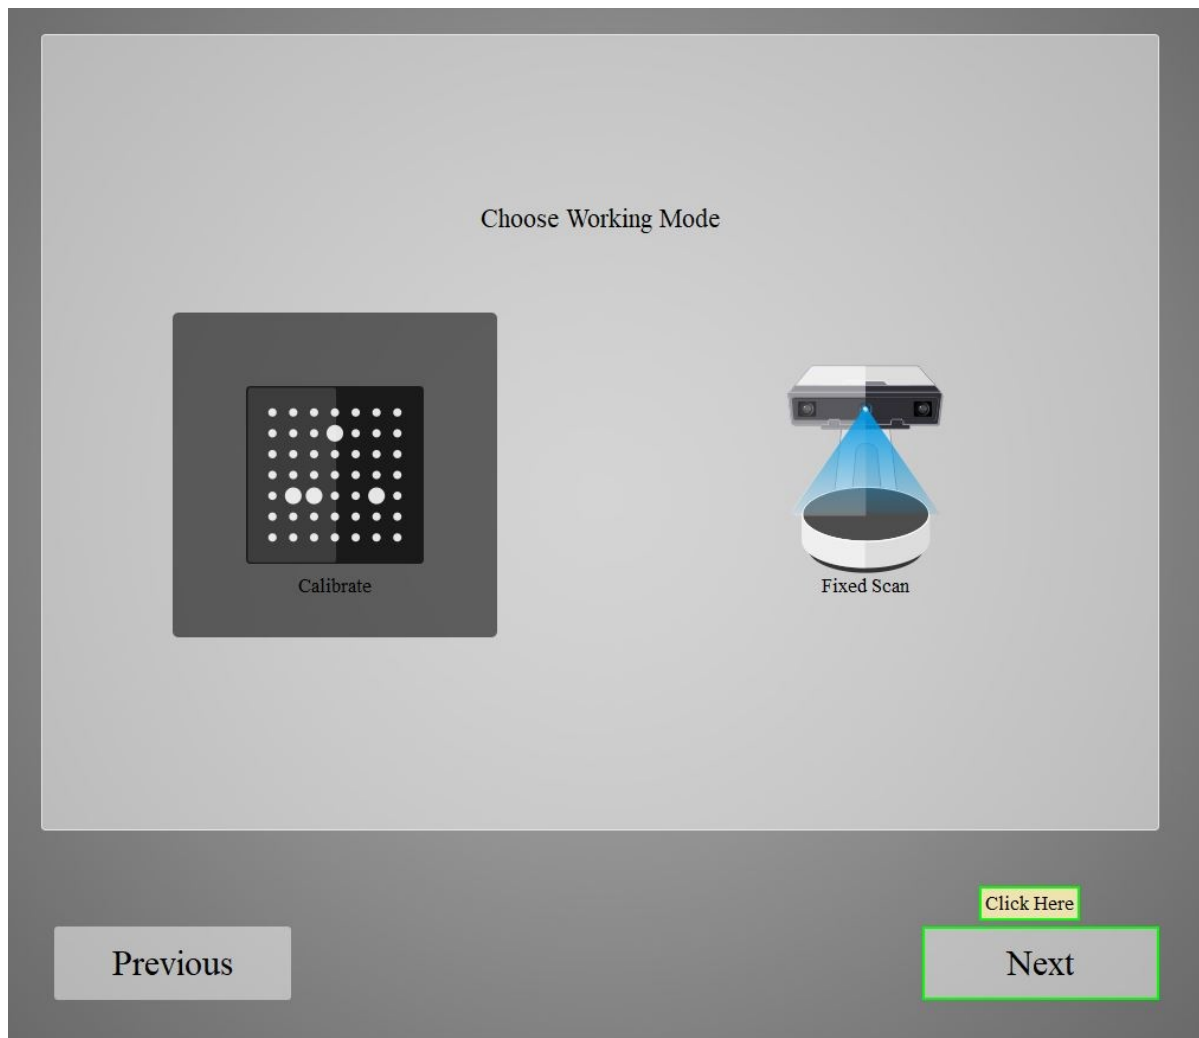 Choose Working Mode
Calibrate
Fixed Scan
Click Here
Previous
Next